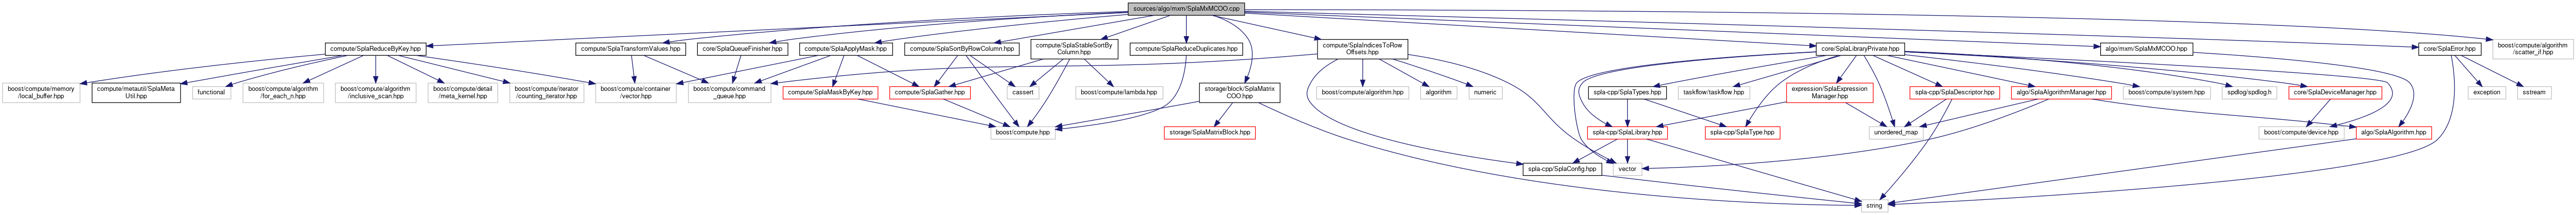 sources/algo/mxm/SplaMxMCOO.cpp
compute/SplaReduceByKey.hpp
compute/SplaTransformValues.hpp
core/SplaQueueFinisher.hpp
compute/SplaApplyMask.hpp
compute/SplaSortByRowColumn.hpp
compute/SplaStableSortBy
Column.hpp
compute/SplaReduceDuplicates.hpp
compute/SplaIndicesToRow
Offsets.hpp
core/SplaLibraryPrivate.hpp
algo/mxm/SplaMxMCOO.hpp
core/SplaError.hpp
boost/compute/algorithm
/scatter_if.hpp
boost/compute/memory
/local_buffer.hpp
compute/metautil/SplaMeta
Util.hpp
functional
boost/compute/algorithm
/for_each_n.hpp
boost/compute/algorithm
/inclusive_scan.hpp
boost/compute/detail
/meta_kernel.hpp
boost/compute/iterator
/counting_iterator.hpp
boost/compute/container
/vector.hpp
boost/compute/command
_queue.hpp
compute/SplaMaskByKey.hpp
compute/SplaGather.hpp
cassert
boost/compute/lambda.hpp
storage/block/SplaMatrix
COO.hpp
boost/compute/algorithm.hpp
algorithm
numeric
spla-cpp/SplaTypes.hpp
taskflow/taskflow.hpp
expression/SplaExpression
Manager.hpp
spla-cpp/SplaDescriptor.hpp
algo/SplaAlgorithmManager.hpp
boost/compute/system.hpp
spdlog/spdlog.h
core/SplaDeviceManager.hpp
exception
sstream
boost/compute.hpp
storage/SplaMatrixBlock.hpp
spla-cpp/SplaLibrary.hpp
spla-cpp/SplaType.hpp
unordered_map
boost/compute/device.hpp
algo/SplaAlgorithm.hpp
spla-cpp/SplaConfig.hpp
vector
string